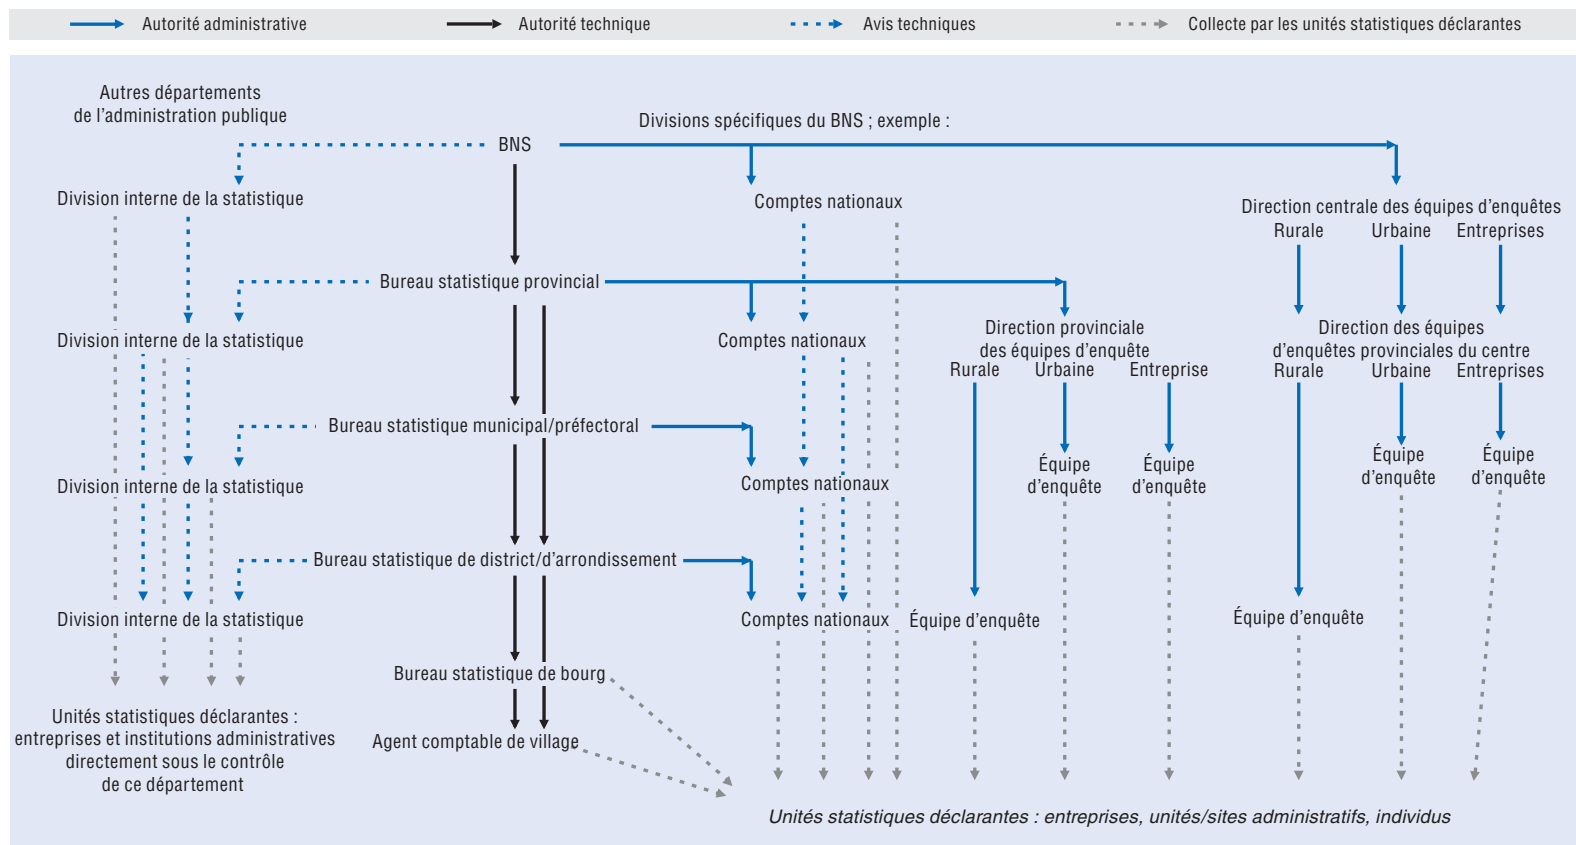 Autorité administrative
Autorité technique
Avis techniques
Collecte par les unités statistiques déclarantes
Autres départements
de l'administration publique
Divisions spécifiques du BNS ; exemple :
BNS
Division interne de la statistique
Comptes nationaux
Direction centrale des équipes d'enquêtes
Rurale
Urbaine
Entreprises
Bureau statistique provincial
Division interne de la statistique
Comptes nationaux
Direction provinciale
des équipes d'enquête
Rurale
Urbaine
Entreprise
Direction des équipes
d'enquêtes provinciales du centre
Rurale
Urbaine
Entreprises
Bureau statistique municipal/préfectoral
Division interne de la statistique
Comptes nationaux
Équipe
d'enquête
Équipe
d'enquête
Équipe
d'enquête
Équipe
d'enquête
Bureau statistique de district/d'arrondissement
Division interne de la statistique
Comptes nationaux
Équipe d'enquête
Équipe d'enquête
Bureau statistique de bourg
Agent comptable de village
Unités statistiques déclarantes :
entreprises et institutions administratives
directement sous le contrôle
de ce département
Unités statistiques déclarantes : entreprises, unités/sites administratifs, individus